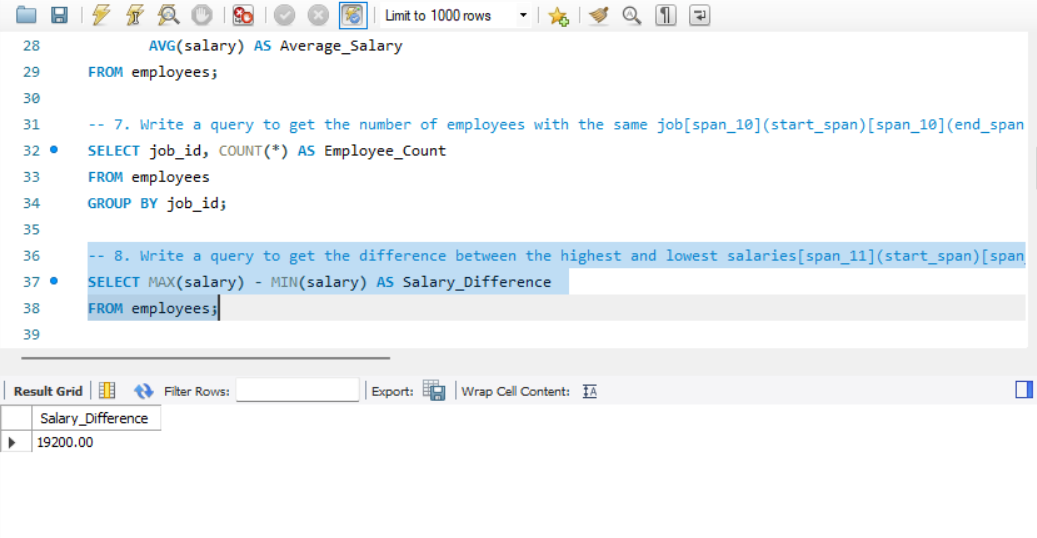 Limit to 1000 rows
28 AVG(salary) AS Average_Salary
29 FROM employees;
30
31 -- 7. Write a query to get the number of employees with the same job[span_10](start_span)[span_10](end_span
32 SELECT job_id, COUNT(*) AS Employee_Count
33 FROM employees
34 GROUP BY job_id;
35
36 -- 8. Write a query to get the difference between the highest and lowest salaries[span_11](start_span)[span_
37 SELECT MAX(salary) - MIN(salary) AS Salary_Difference
38 FROM employees;
39
Result Grid Filter Rows: Export: Wrap Cell Content: IA
Salary_Difference
19200.00